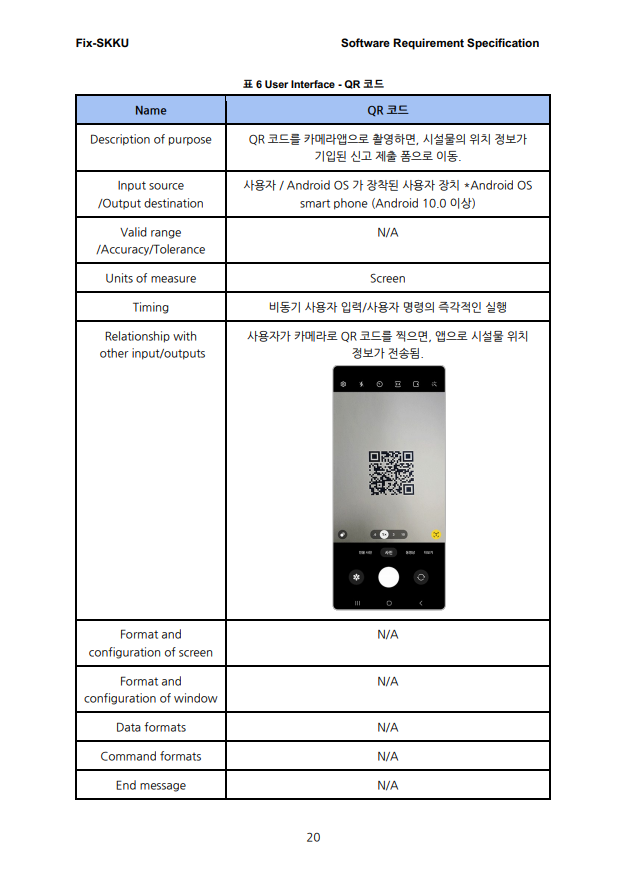 Fix-SKKU
Software Requirement Specification
표 6 User Interface - QR 코드
Name
QR 코드
Description of purpose
QR 코드를 카메라앱으로 촬영하면, 시설물의 위치 정보가
기입된 신고 제출 폼으로 이동.
Input source
/Output destination
사용자 / Android OS 가 장착된 사용자 장치 *Android OS
smart phone (Android 10.0 이상)
Valid range
/Accuracy/Tolerance
N/A
Units of measure
Screen
Timing
비동기 사용자 입력/사용자 명령의 즉각적인 실행
Relationship with
other input/outputs
사용자가 카메라로 QR 코드를 찍으면, 앱으로 시설물 위치
정보가 전송됨.
사진
동영상
더보기
Format and
configuration of screen
N/A
Format and
configuration of window
N/A
Data formats
N/A
Command formats
N/A
End message
N/A
20